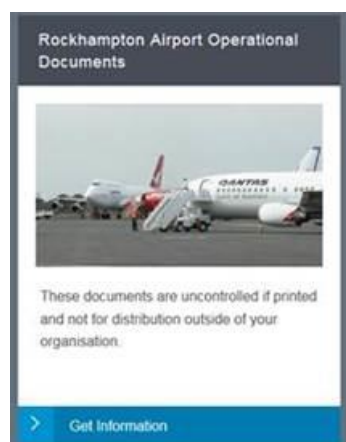 Rockhampton Airport Operational
Documents
QANTAS
These documents are uncontrolled if printed
and not for distribution outside of your
organisation.
Get Information